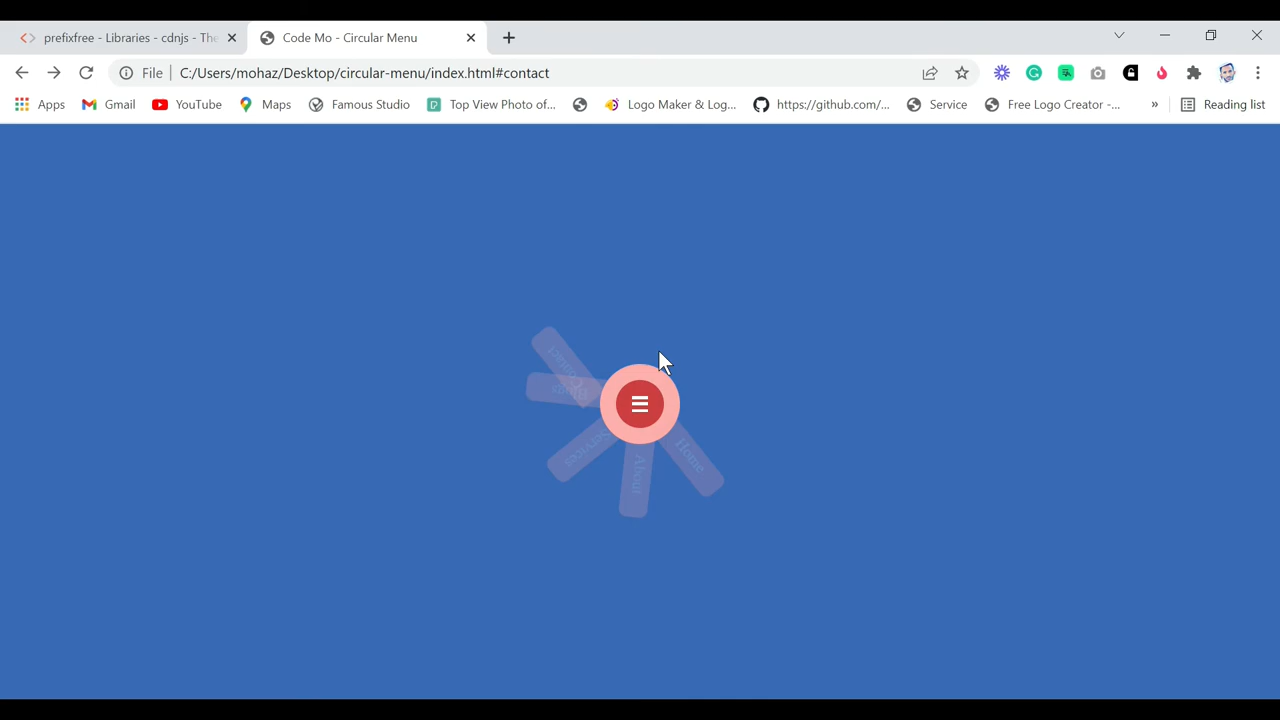 prefixfree - Libraries - cdnjs - The
Code Mo - Circular Menu
File
C:/Users/mohaz/Desktop/circular-menu/index.html#contact
Apps
Gmail
YouTube
Maps
Famous Studio
Top View Photo of...
Logo Maker & Log...
https://github.com/...
Service
Free Logo Creator -...
»
Reading list
Contact
Services
About
Home